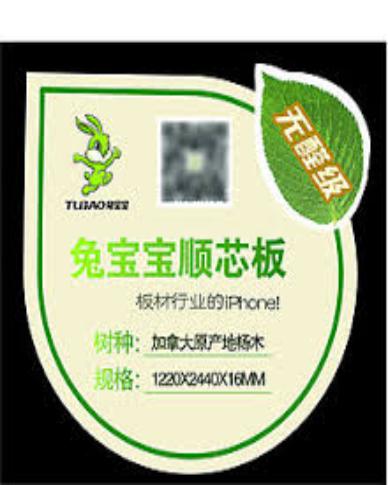 无醛级
TUBAO兔宝宝
兔宝宝顺芯板
板材行业的iPhone!
树种：加拿大原产地杨木
规格：1220X2440X16MM